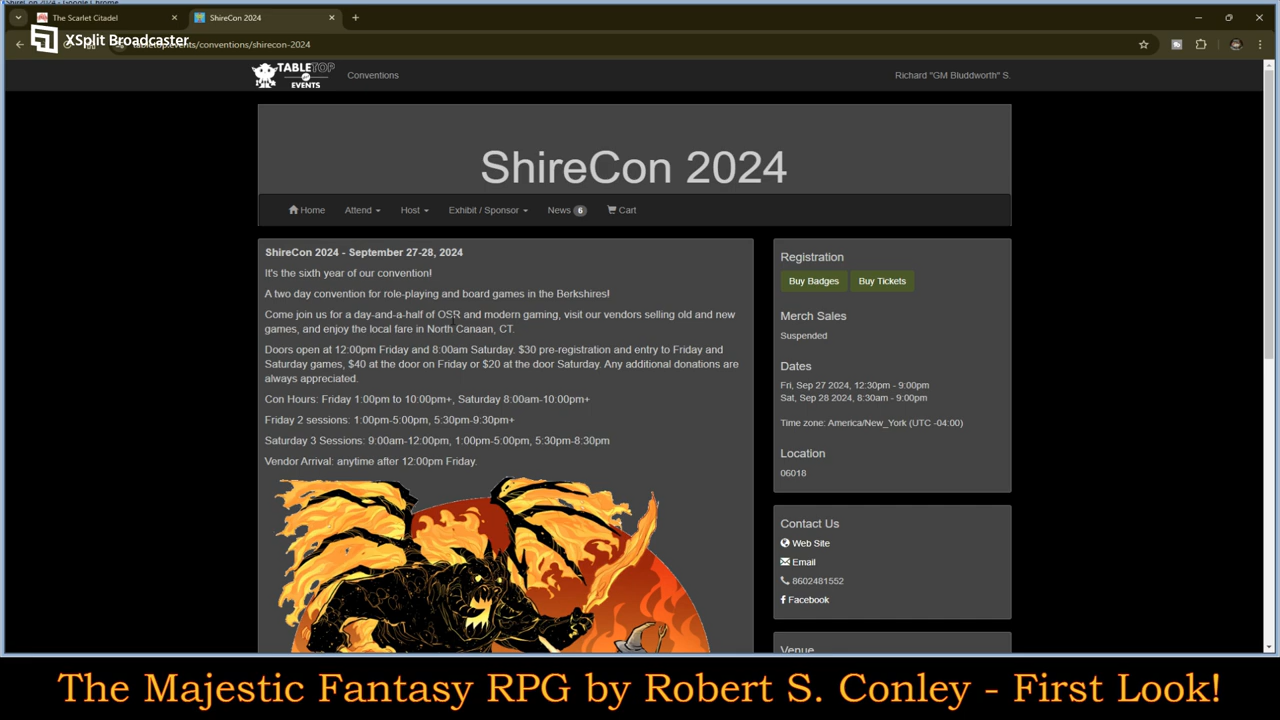 The Scarlet Citadel
ShireCon 2024
XSplit Broadcaster
tabletop.events/conventions/shirecon-2024
TABLETOP
EVENTS
Conventions
Richard "GM Bluddworth" S.
ShireCon 2024
Home
Attend
Host
Exhibit / Sponsor
News 6
Cart
ShireCon 2024 - September 27-28, 2024
It's the sixth year of our convention!
A two day convention for role-playing and board games in the Berkshires!
Come join us for a day-and-a-half of OSR and modern gaming, visit our vendors selling old and new
games, and enjoy the local fare in North Canaan, CT.
Doors open at 12:00pm Friday and 8:00am Saturday. $30 pre-registration and entry to Friday and
Saturday games, $40 at the door on Friday or $20 at the door Saturday. Any additional donations are
always appreciated.
Con Hours: Friday 1:00pm to 10:00pm+, Saturday 8:00am-10:00pm+
Friday 2 sessions: 1:00pm-5:00pm, 5:30pm-9:30pm+
Saturday 3 Sessions: 9:00am-12:00pm, 1:00pm-5:00pm, 5:30pm-8:30pm
Vendor Arrival: anytime after 12:00pm Friday.
Registration
Buy Badges
Buy Tickets
Merch Sales
Suspended
Dates
Fri, Sep 27 2024, 12:30pm - 9:00pm
Sat, Sep 28 2024, 8:30am - 9:00pm
Time zone: America/New_York (UTC -04:00)
Location
06018
Contact Us
Web Site
Email
8602481552
Facebook
Venue
The Majestic Fantasy RPG by Robert S. Conley - First Look!